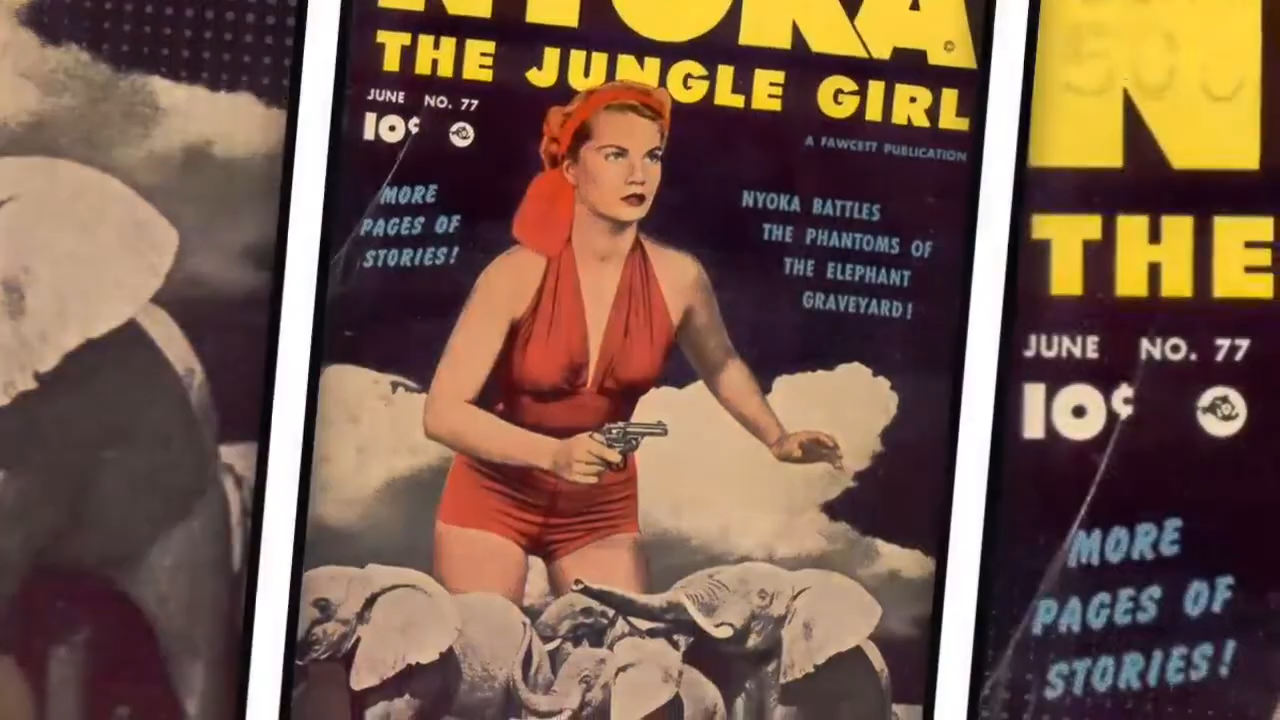 NYOKA
THE JUNGLE GIRL
JUNE NO. 77
10¢
A FAWCETT PUBLICATION
MORE
PAGES OF
STORIES!
NYOKA BATTLES
THE PHANTOMS OF
THE ELEPHANT
GRAVEYARD!
N
THE
JUNE NO. 77
10¢
MORE
PAGES OF
STORIES!